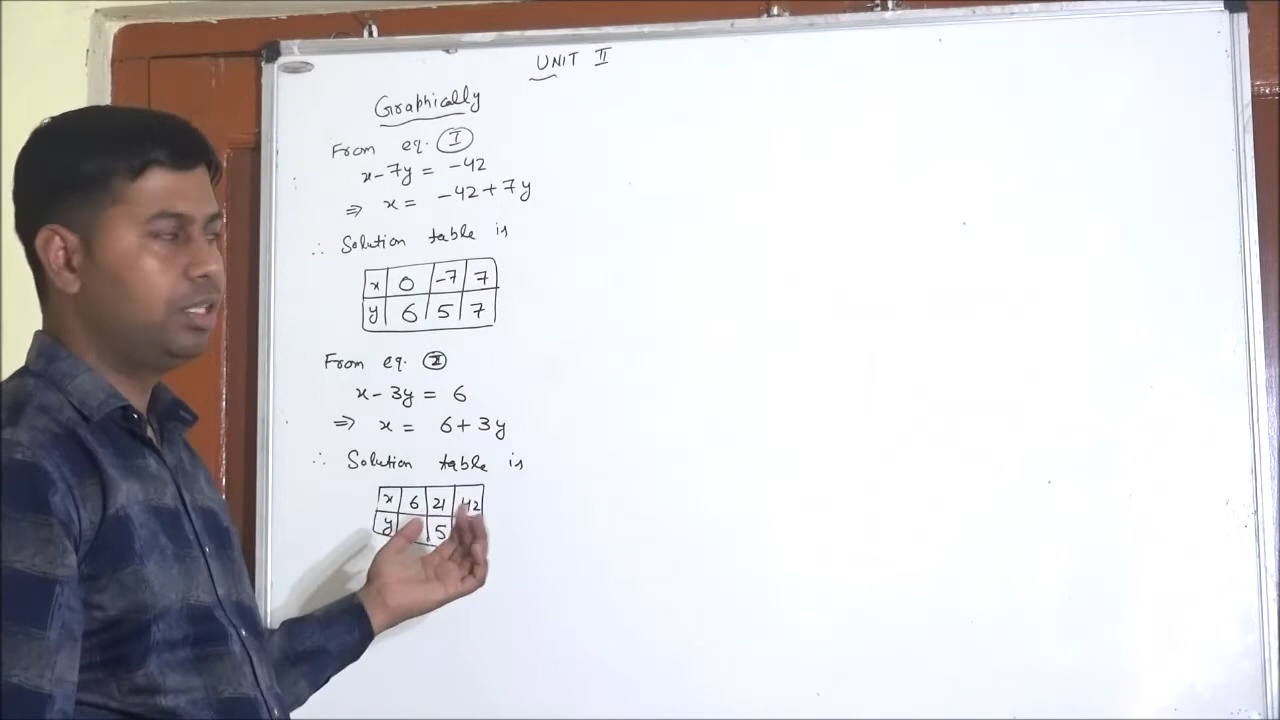 UNIT II
Graphically
From eq. I
x-7y = -42
⇒ x = -42+7y
∴ Solution table is
x 0 -7 7
y 6 5 7
From eq. II
x-3y = 6
⇒ x = 6+3y
∴ Solution table is
x 6 21 42
y 5